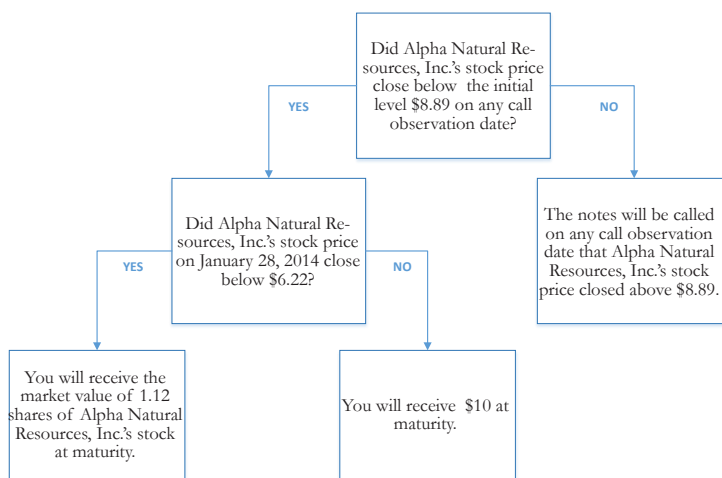 Did Alpha Natural Re-
sources, Inc.'s stock price
close below the initial
level $8.89 on any call
observation date?
YES
NO
Did Alpha Natural Re-
sources, Inc.'s stock price
on January 28, 2014 close
below $6.22?
The notes will be called
on any call observation
date that Alpha Natural
Resources, Inc.'s stock
price closed above $8.89.
YES
NO
You will receive the
market value of 1.12
shares of Alpha Natural
Resources, Inc.'s stock
at maturity.
You will receive $10 at
maturity.